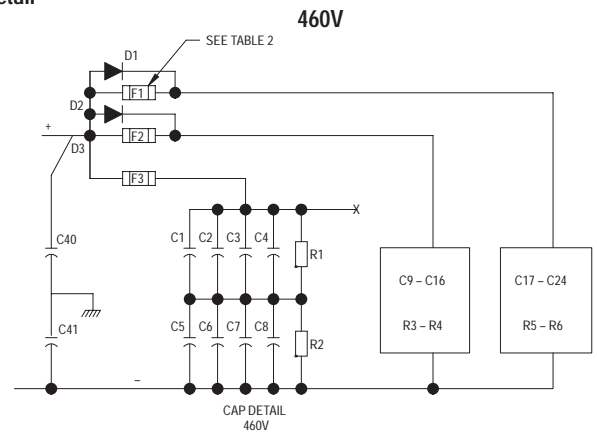 460V
SEE TABLE 2
D1
F1
D2
+
F2
D3
F3
X
C40
C1 C2 C3 C4
R1
C9 – C16
C17 – C24
R3 – R4
R5 – R6
C41
C5 C6 C7 C8
R2
–
CAP DETAIL
460V